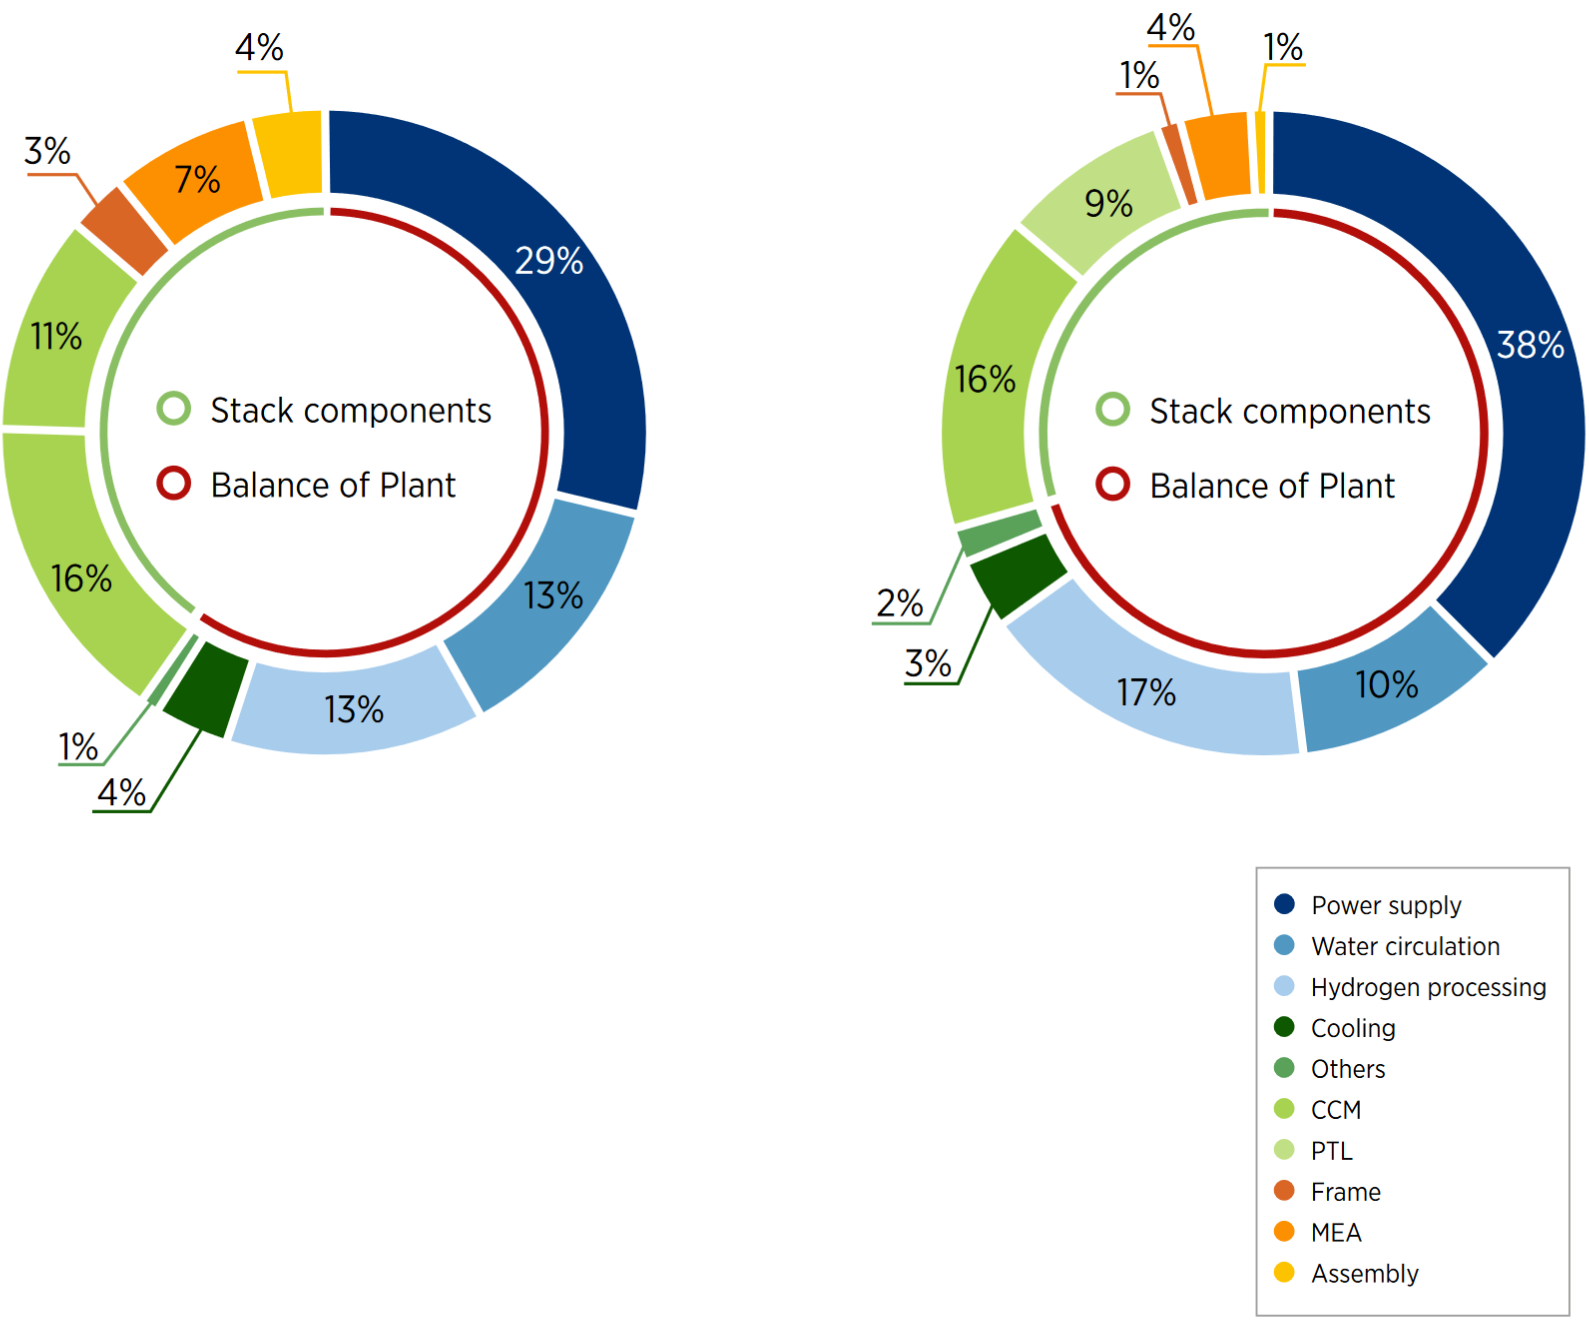 4%
3%
7%
29%
11%
Stack components
Balance of Plant
16%
13%
13%
1%
4%
4%
1%
1%
9%
38%
16%
Stack components
Balance of Plant
2%
3%
17%
10%
Power supply
Water circulation
Hydrogen processing
Cooling
Others
CCM
PTL
Frame
MEA
Assembly